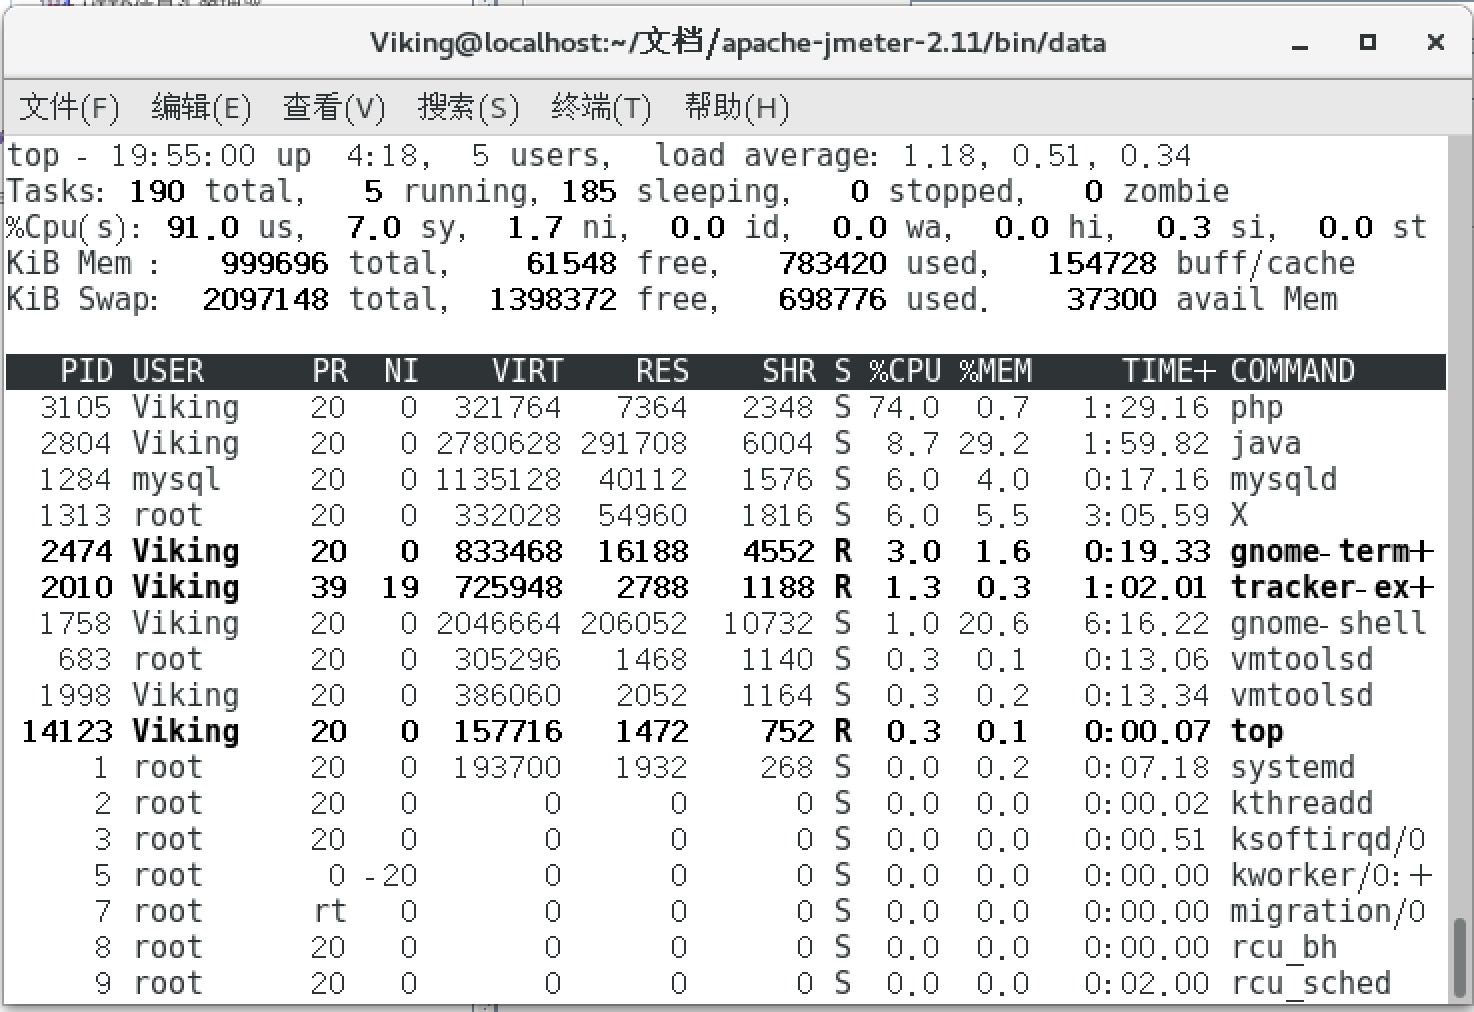 Viking@localhost:~/文档/apache-jmeter-2.11/bin/data
文件(F) 编辑(E) 查看(V) 搜索(S) 终端(T) 帮助(H)
top - 19:55:00 up  4:18,  5 users,  load average: 1.18, 0.51, 0.34
Tasks: 190 total,   5 running, 185 sleeping,   0 stopped,   0 zombie
%Cpu(s): 91.0 us,  7.0 sy,  1.7 ni,  0.0 id,  0.0 wa,  0.0 hi,  0.3 si,  0.0 st
KiB Mem :   999696 total,    61548 free,   783420 used,   154728 buff/cache
KiB Swap:  2097148 total,  1398372 free,   698776 used.    37300 avail Mem
PID USER PR NI VIRT RES SHR S %CPU %MEM TIME+ COMMAND
3105 Viking 20 0 321764 7364 2348 S 74.0 0.7 1:29.16 php
2804 Viking 20 0 2780628 291708 6004 S 8.7 29.2 1:59.82 java
1284 mysql 20 0 1135128 40112 1576 S 6.0 4.0 0:17.16 mysqld
1313 root 20 0 332028 54960 1816 S 6.0 5.5 3:05.59 X
2474 Viking 20 0 833468 16188 4552 R 3.0 1.6 0:19.33 gnome-term+
2010 Viking 39 19 725948 2788 1188 R 1.3 0.3 1:02.01 tracker-ex+
1758 Viking 20 0 2046664 206052 10732 S 1.0 20.6 6:16.22 gnome-shell
683 root 20 0 305296 1468 1140 S 0.3 0.1 0:13.06 vmtoolsd
1998 Viking 20 0 386060 2052 1164 S 0.3 0.2 0:13.34 vmtoolsd
14123 Viking 20 0 157716 1472 752 R 0.3 0.1 0:00.07 top
1 root 20 0 193700 1932 268 S 0.0 0.2 0:07.18 systemd
2 root 20 0 0 0 0 S 0.0 0.0 0:00.02 kthreadd
3 root 20 0 0 0 0 S 0.0 0.0 0:00.51 ksoftirqd/0
5 root 0 -20 0 0 0 S 0.0 0.0 0:00.00 kworker/0:+
7 root rt 0 0 0 0 S 0.0 0.0 0:00.00 migration/0
8 root 20 0 0 0 0 S 0.0 0.0 0:00.00 rcu_bh
9 root 20 0 0 0 0 S 0.0 0.0 0:02.00 rcu_sched